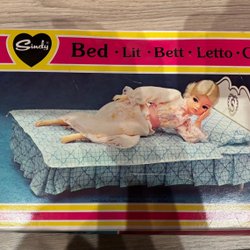 Sindy
Bed · Lit · Bett · Letto ·